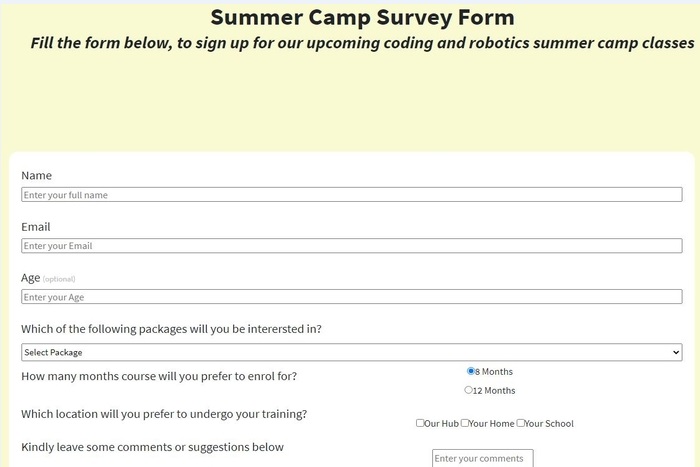 Summer Camp Survey Form
Fill the form below, to sign up for our upcoming coding and robotics summer camp classes
Name
Enter your full name
Email
Enter your Email
Age (optional)
Enter your Age
Which of the following packages will you be interersted in?
Select Package
How many months course will you prefer to enrol for?
8 Months
12 Months
Which location will you prefer to undergo your training?
Our Hub Your Home Your School
Kindly leave some comments or suggestions below
Enter your comments